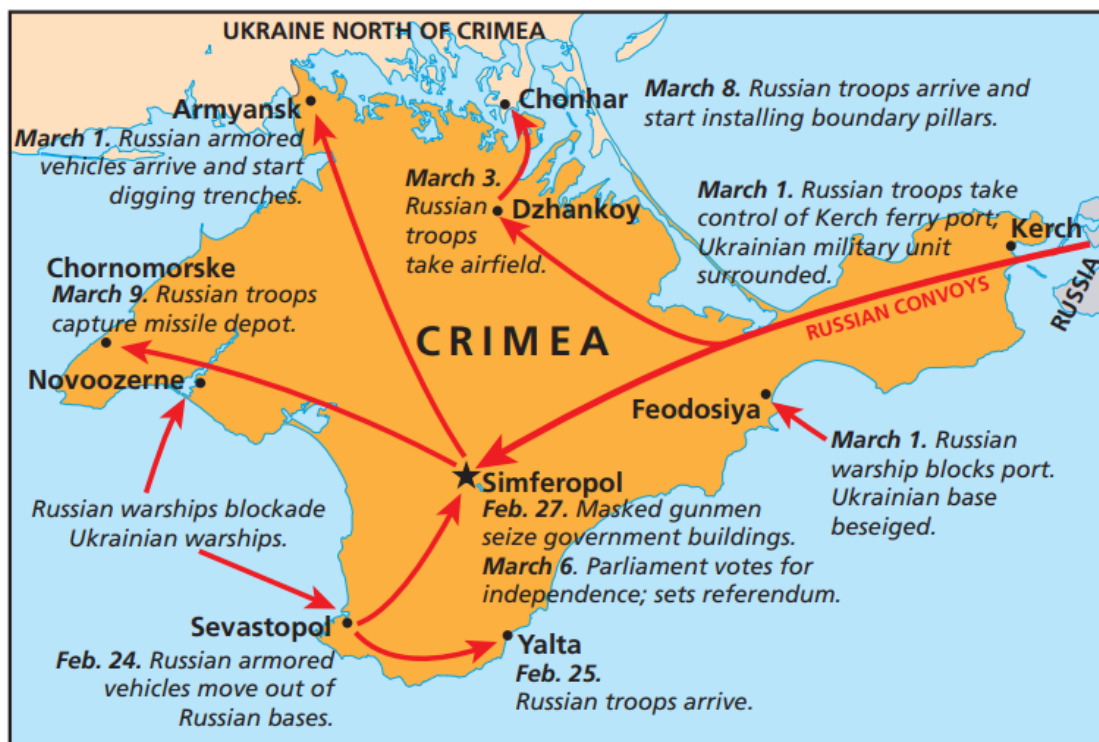 UKRAINE NORTH OF CRIMEA
Armyansk
March 1. Russian armored
vehicles arrive and start
digging trenches.
Chonhar
March 8. Russian troops arrive and
start installing boundary pillars.
March 3.
Russian
troops
take airfield.
Dzhankoy
March 1. Russian troops take
control of Kerch ferry port;
Ukrainian military unit
surrounded.
Kerch
RUSSIA
RUSSIAN CONVOYS
Chornomorske
March 9. Russian troops
capture missile depot.
Novoozerne
CRIMEA
Feodosiya
March 1. Russian
warship blocks port.
Ukrainian base
beseiged.
Russian warships blockade
Ukrainian warships.
Simferopol
Feb. 27. Masked gunmen
seize government buildings.
March 6. Parliament votes for
independence; sets referendum.
Sevastopol
Feb. 24. Russian armored
vehicles move out of
Russian bases.
Yalta
Feb. 25.
Russian troops arrive.